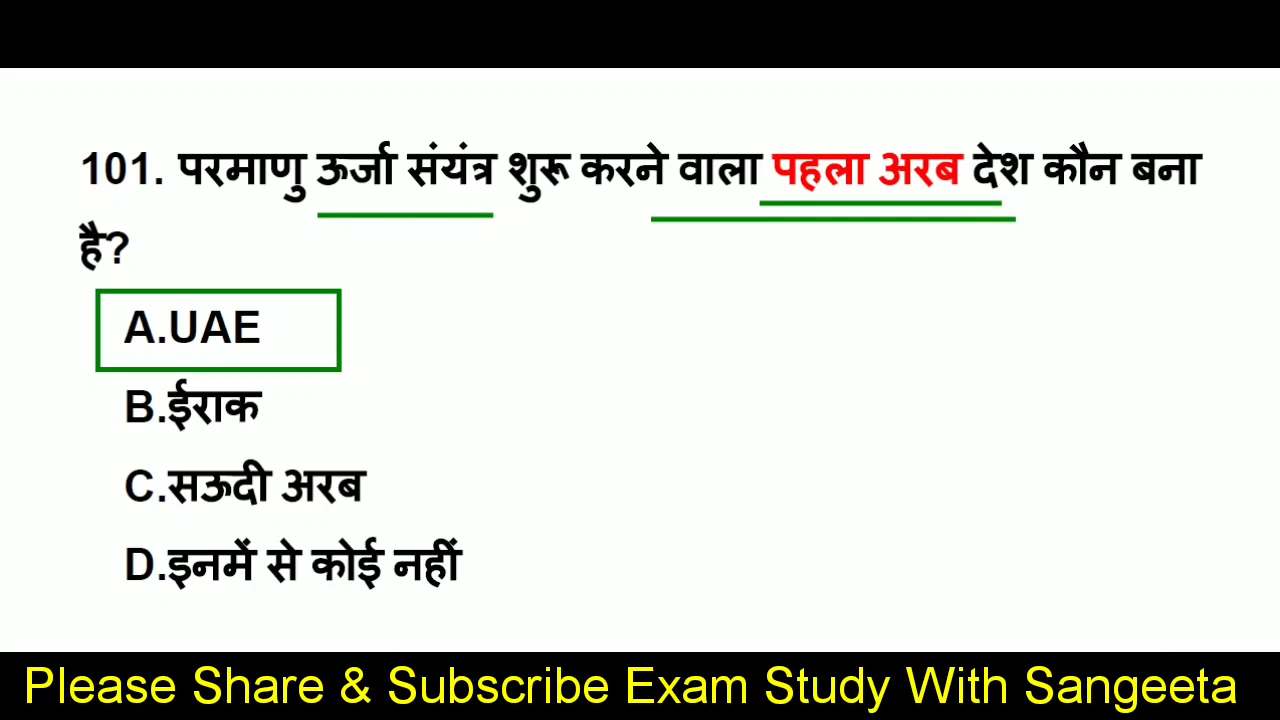 101. परमाणु ऊर्जा संयंत्र शुरू करने वाला पहला अरब देश कौन बना
है?
A.UAE
B.ईराक
C.सऊदी अरब
D.इनमें से कोई नहीं
Please Share & Subscribe Exam Study With Sangeeta